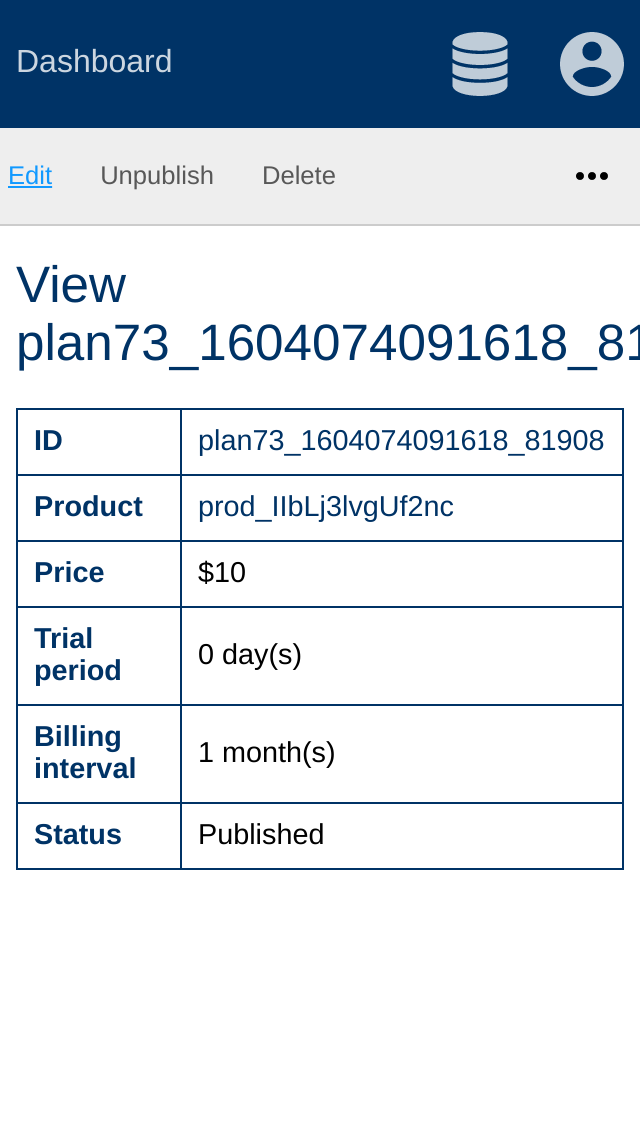 Dashboard
Edit Unpublish Delete
View
plan73_1604074091618_81
ID plan73_1604074091618_81908
Product prod_IIbLj3lvgUf2nc
Price $10
Trial
period 0 day(s)
Billing
interval 1 month(s)
Status Published